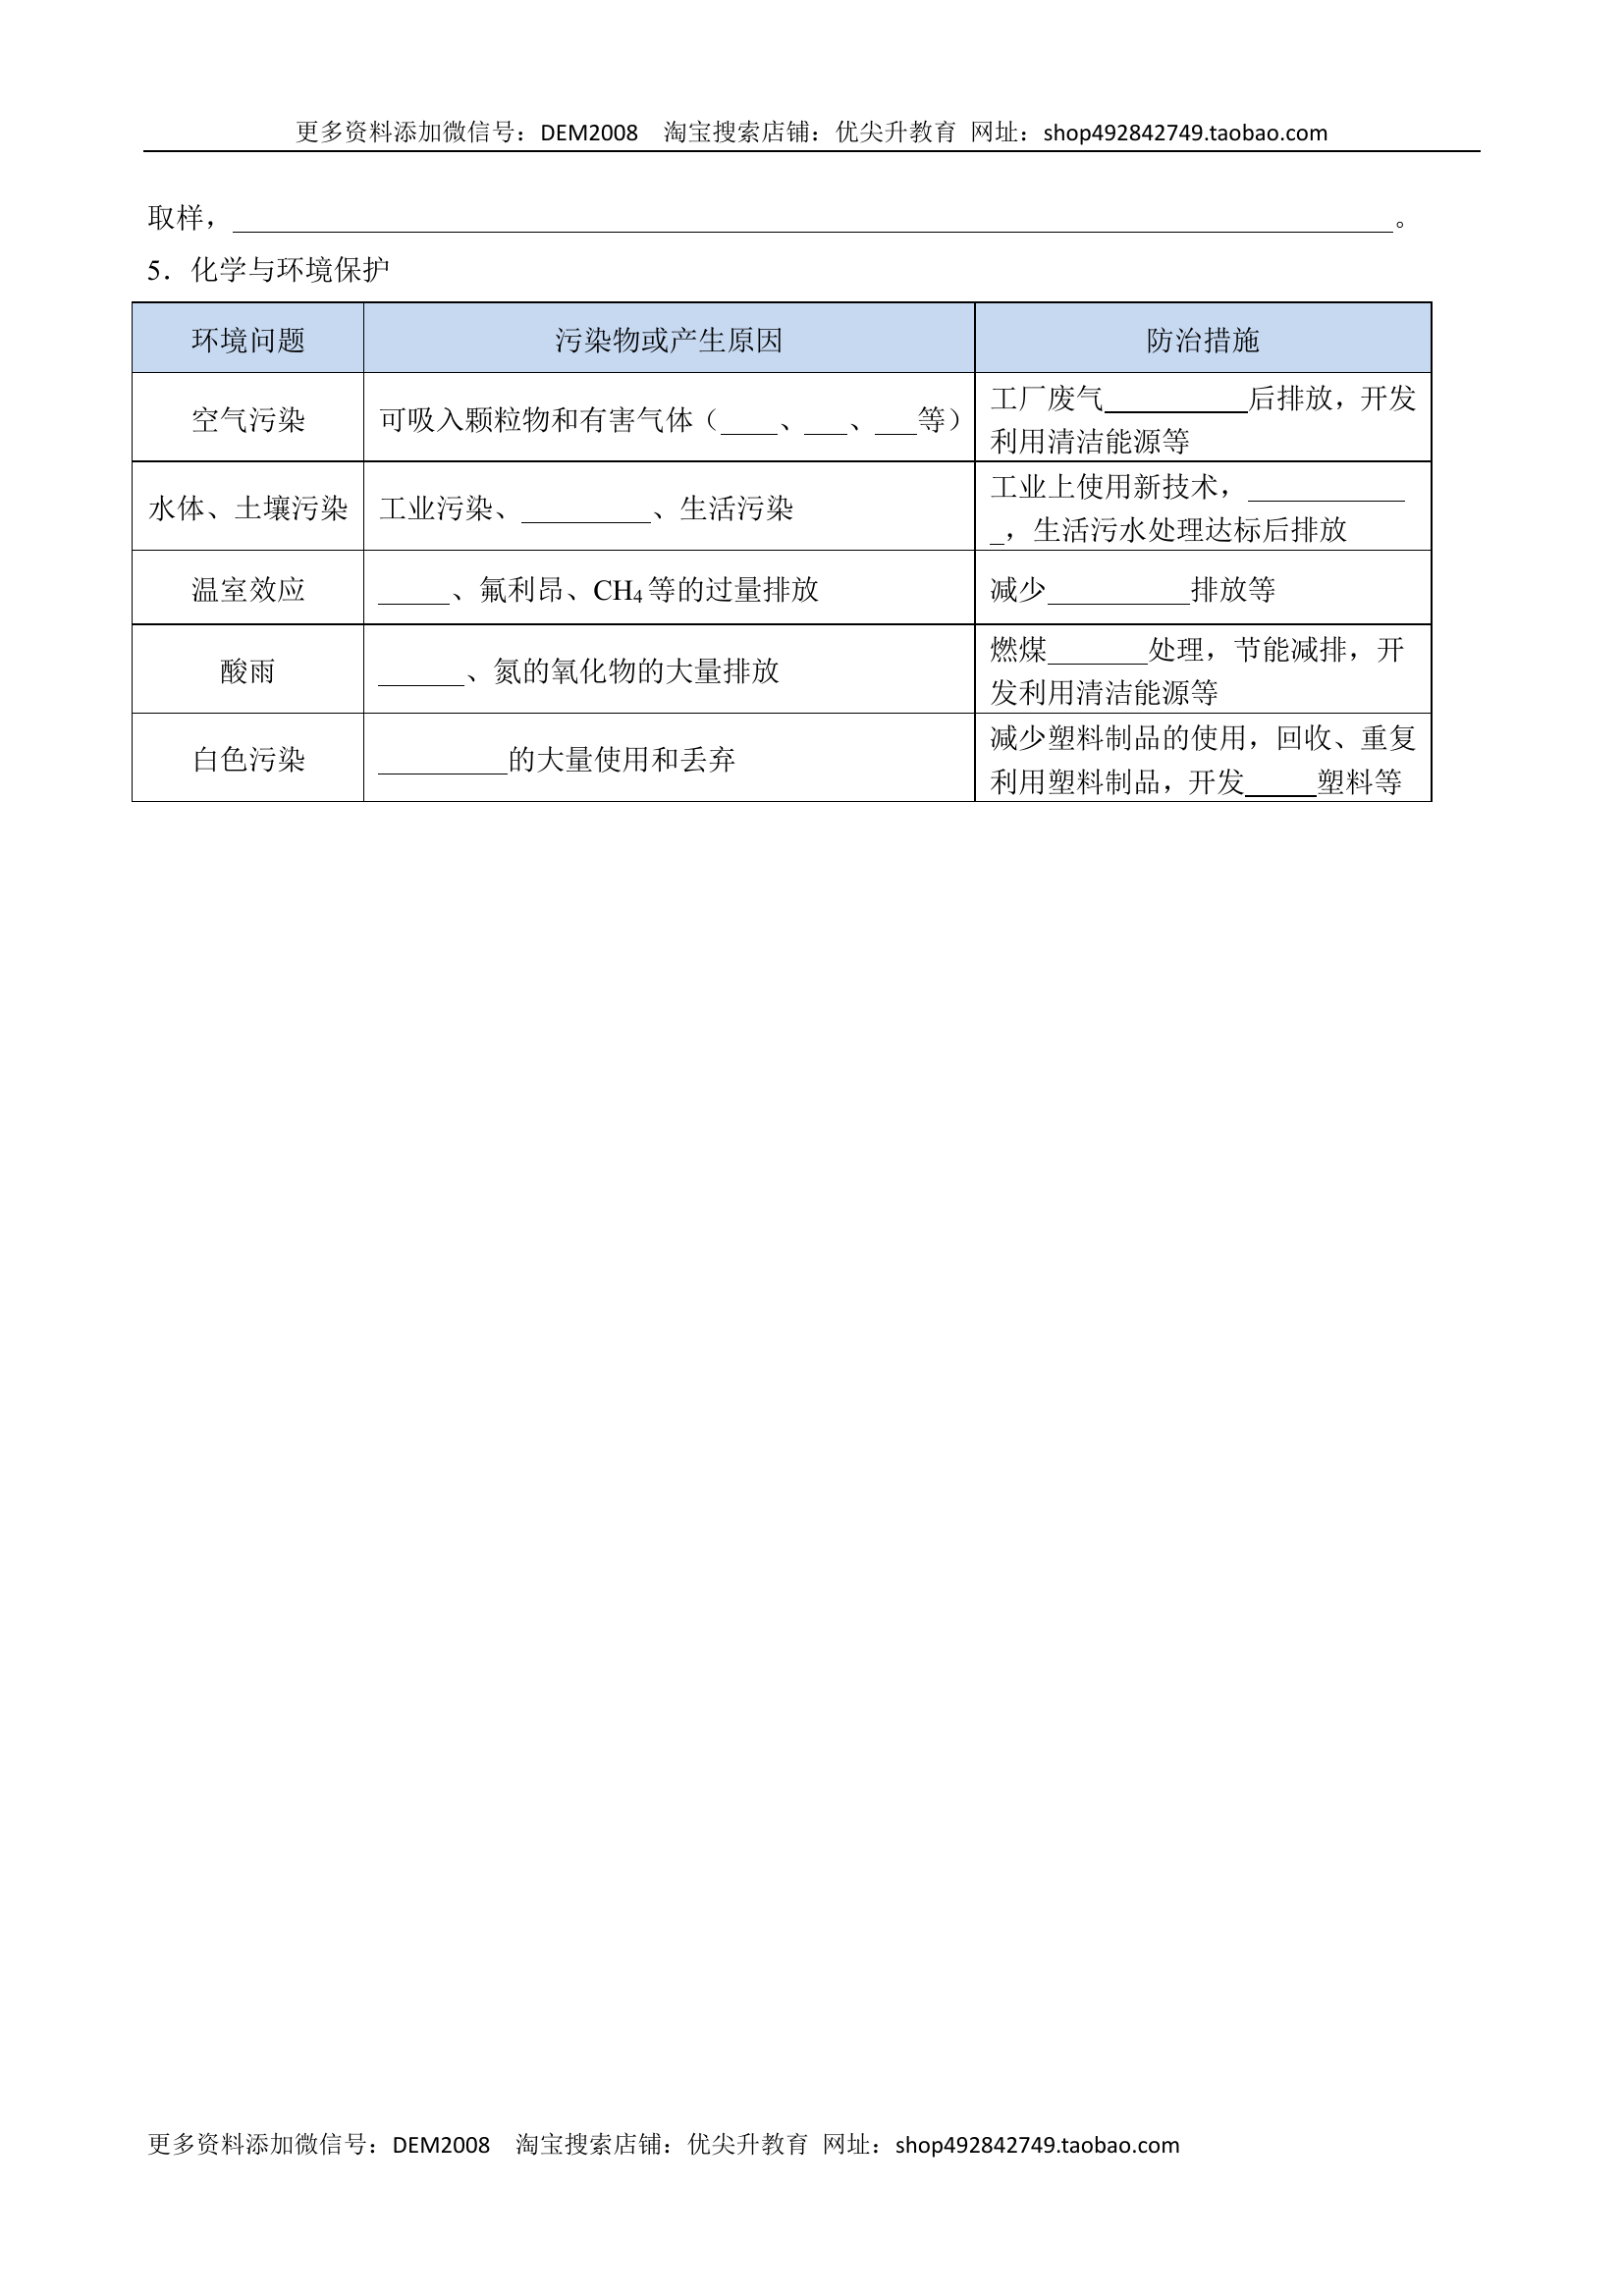 更多资料添加微信号：DEM2008 淘宝搜索店铺：优尖升教育 网址：shop492842749.taobao.com
取样，________________________________________________________________________________。
5．化学与环境保护
环境问题 污染物或产生原因 防治措施
空气污染 可吸入颗粒物和有害气体（____、___、___等） 工厂废气__________后排放，开发
利用清洁能源等
水体、土壤污染 工业污染、_________、生活污染 工业上使用新技术，___________
_，生活污水处理达标后排放
温室效应 _____、氟利昂、CH₄等的过量排放 减少__________排放等
酸雨 ______、氮的氧化物的大量排放 燃煤_______处理，节能减排，开
发利用清洁能源等
白色污染 _________的大量使用和丢弃 减少塑料制品的使用，回收、重复
利用塑料制品，开发_____塑料等
更多资料添加微信号：DEM2008 淘宝搜索店铺：优尖升教育 网址：shop492842749.taobao.com